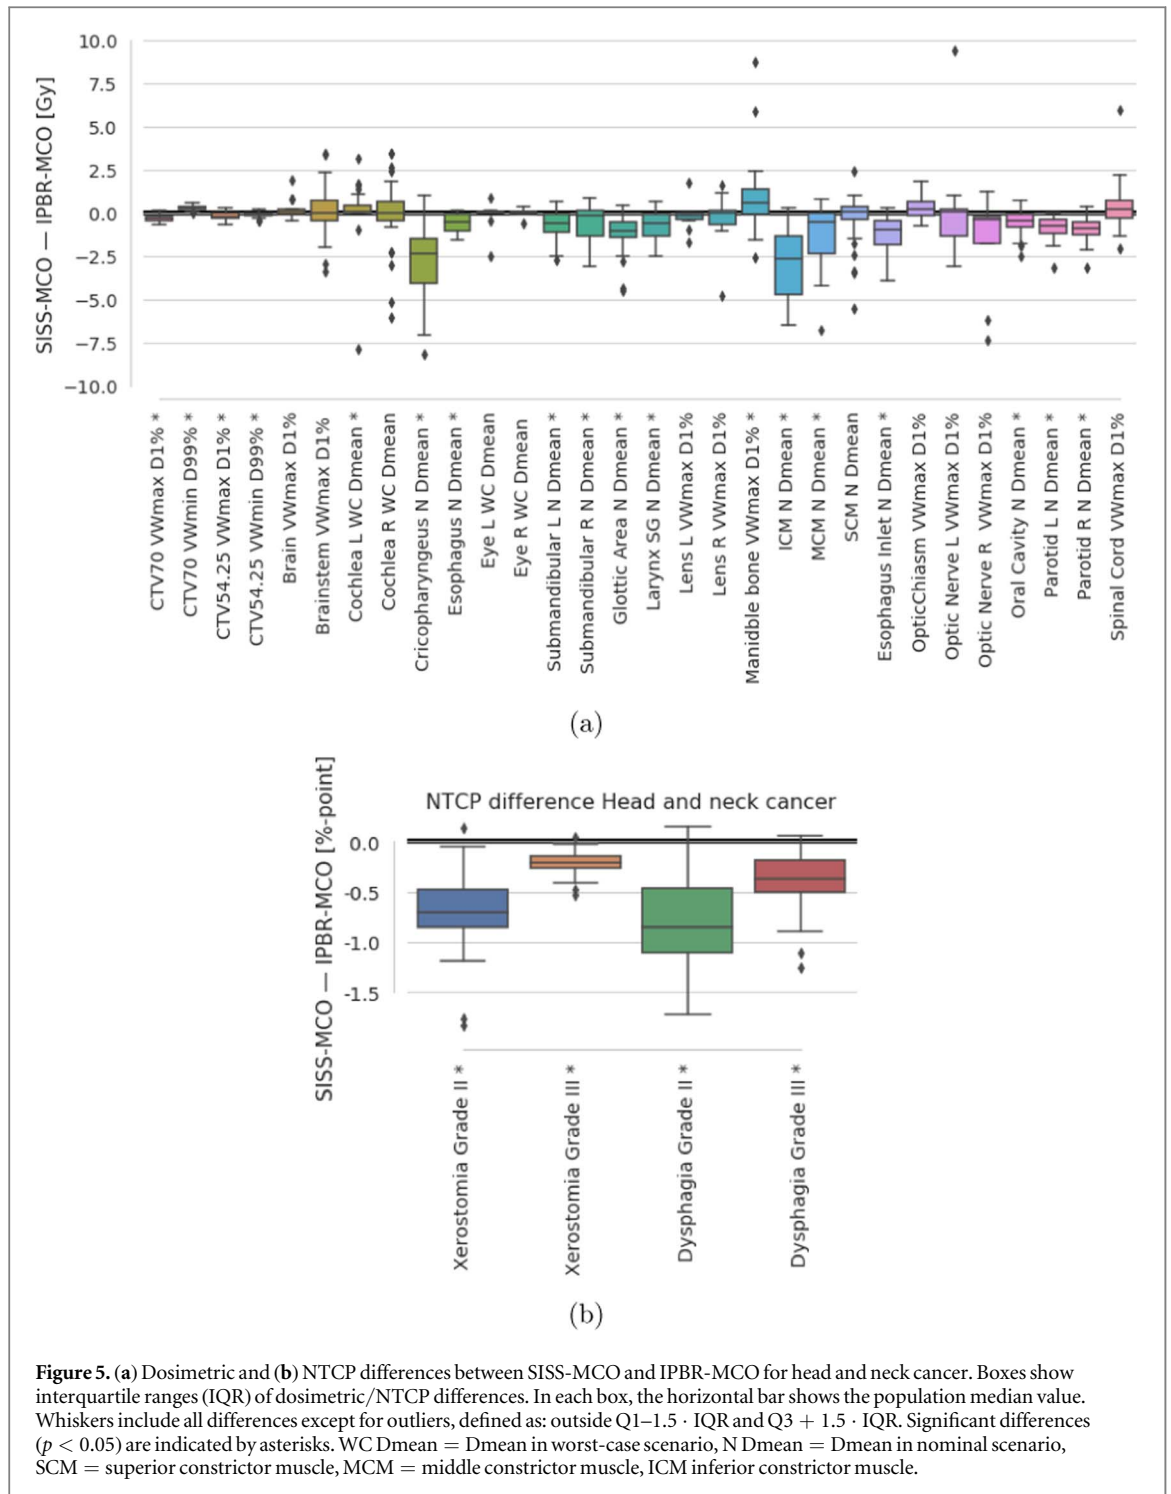 10.0
7.5
5.0
2.5
0.0
−2.5
−5.0
−7.5
−10.0
SISS-MCO — IPBR-MCO [Gy]
CTV70 VWmax D1% *
CTV70 VWmin D99% *
CTV54.25 VWmax D1% *
CTV54.25 VWmin D99% *
Brain VWmax D1%
Brainstem VWmax D1%
Cochlea L WC Dmean *
Cochlea R WC Dmean
Cricopharyngeus N Dmean *
Esophagus N Dmean *
Eye L WC Dmean
Eye R WC Dmean
Submandibular L N Dmean *
Submandibular R N Dmean *
Glottic Area N Dmean *
Larynx SG N Dmean *
Lens L VWmax D1%
Lens R VWmax D1%
Manidble bone VWmax D1% *
ICM N Dmean *
MCM N Dmean *
SCM N Dmean
Esophagus Inlet N Dmean *
OpticChiasm VWmax D1%
Optic Nerve L VWmax D1%
Optic Nerve R VWmax D1%
Oral Cavity N Dmean *
Parotid L N Dmean *
Parotid R N Dmean *
Spinal Cord VWmax D1%
(a)
NTCP difference Head and neck cancer
0.0
-0.5
-1.0
-1.5
SISS-MCO — IPBR-MCO [%-point]
Xerostomia Grade II *
Xerostomia Grade III *
Dysphagia Grade II *
Dysphagia Grade III *
(b)
Figure 5. (a) Dosimetric and (b) NTCP differences between SISS-MCO and IPBR-MCO for head and neck cancer. Boxes show
interquartile ranges (IQR) of dosimetric/NTCP differences. In each box, the horizontal bar shows the population median value.
Whiskers include all differences except for outliers, defined as: outside Q1–1.5 · IQR and Q3 + 1.5 · IQR. Significant differences
(p < 0.05) are indicated by asterisks. WC Dmean = Dmean in worst-case scenario, N Dmean = Dmean in nominal scenario,
SCM = superior constrictor muscle, MCM = middle constrictor muscle, ICM inferior constrictor muscle.